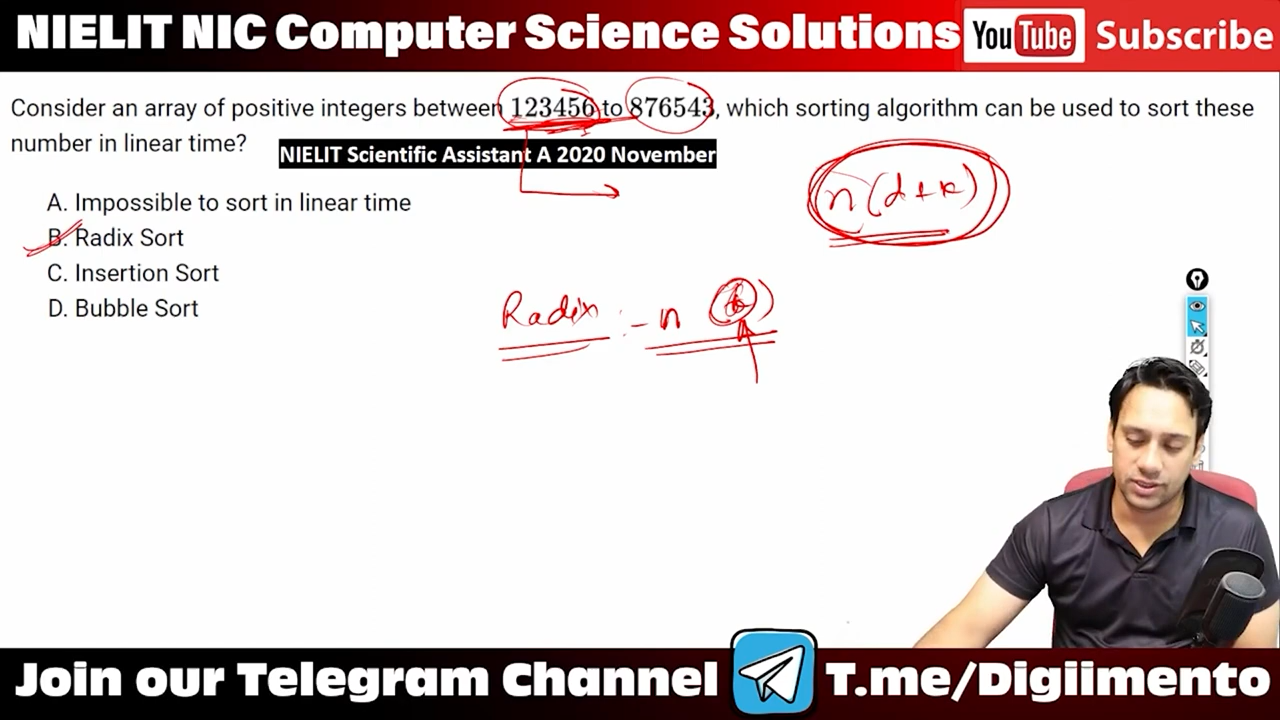 NIELIT NIC Computer Science Solutions YouTube Subscribe
Consider an array of positive integers between 123456 to 876543, which sorting algorithm can be used to sort these
number in linear time?
NIELIT Scientific Assistant A 2020 November
n(d+k)
A. Impossible to sort in linear time
B. Radix Sort
C. Insertion Sort
D. Bubble Sort
Radix :- n
Join our Telegram Channel T.me/Digiimento